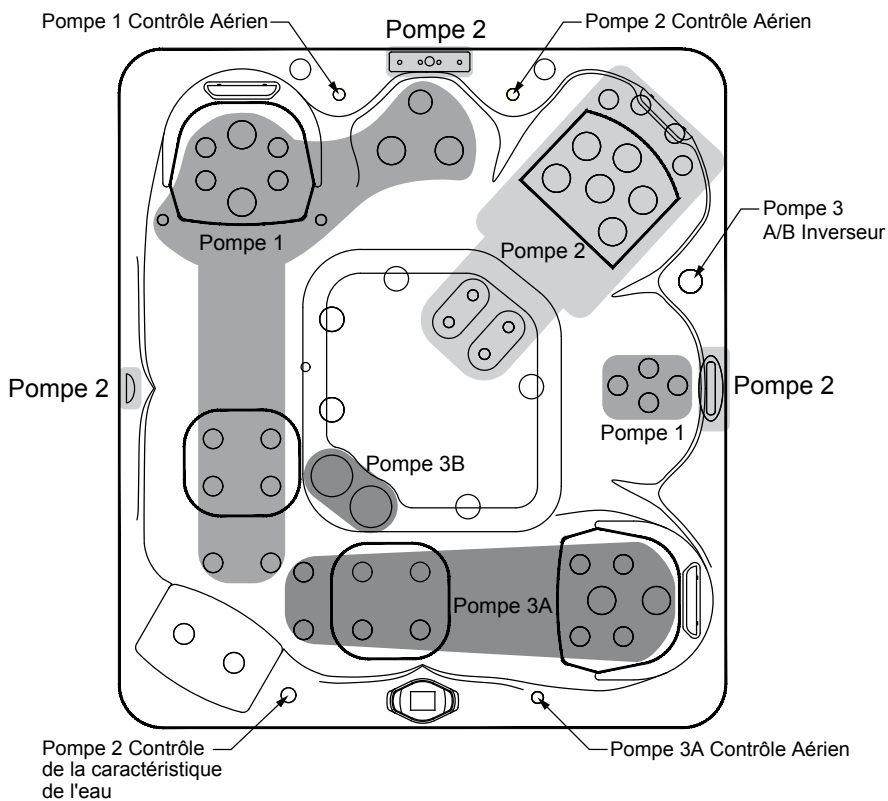 Pompe 1 Contrôle Aérien
Pompe 2
Pompe 2 Contrôle Aérien
Pompe 3
A/B Inverseur
Pompe 1
Pompe 2
Pompe 2
Pompe 2
Pompe 1
Pompe 3B
Pompe 3A
Pompe 2 Contrôle
de la caractéristique
de l'eau
Pompe 3A Contrôle Aérien